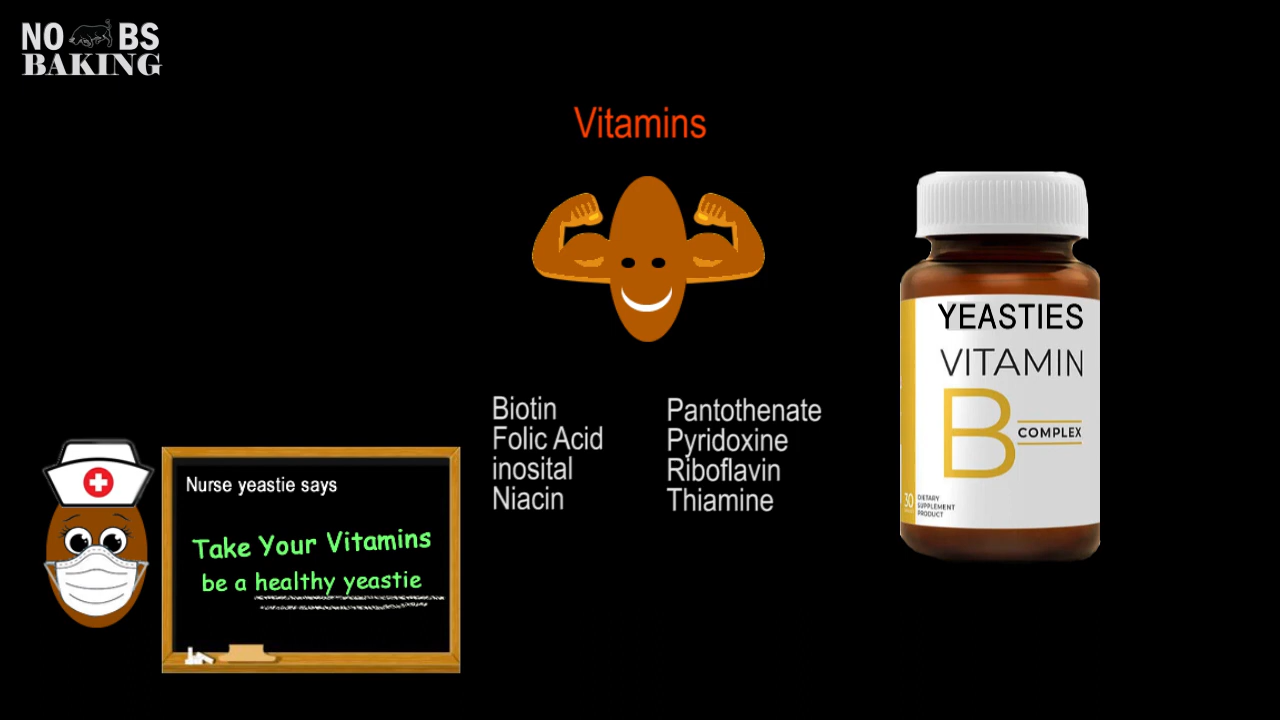 NO BS
BAKING
Vitamins
YEASTIES
VITAMIN
B COMPLEX
30
DIETARY
SUPPLEMENT
PRODUCT
Biotin
Folic Acid
inosital
Niacin
Pantothenate
Pyridoxine
Riboflavin
Thiamine
Nurse yeastie says
Take Your Vitamins
be a healthy yeastie